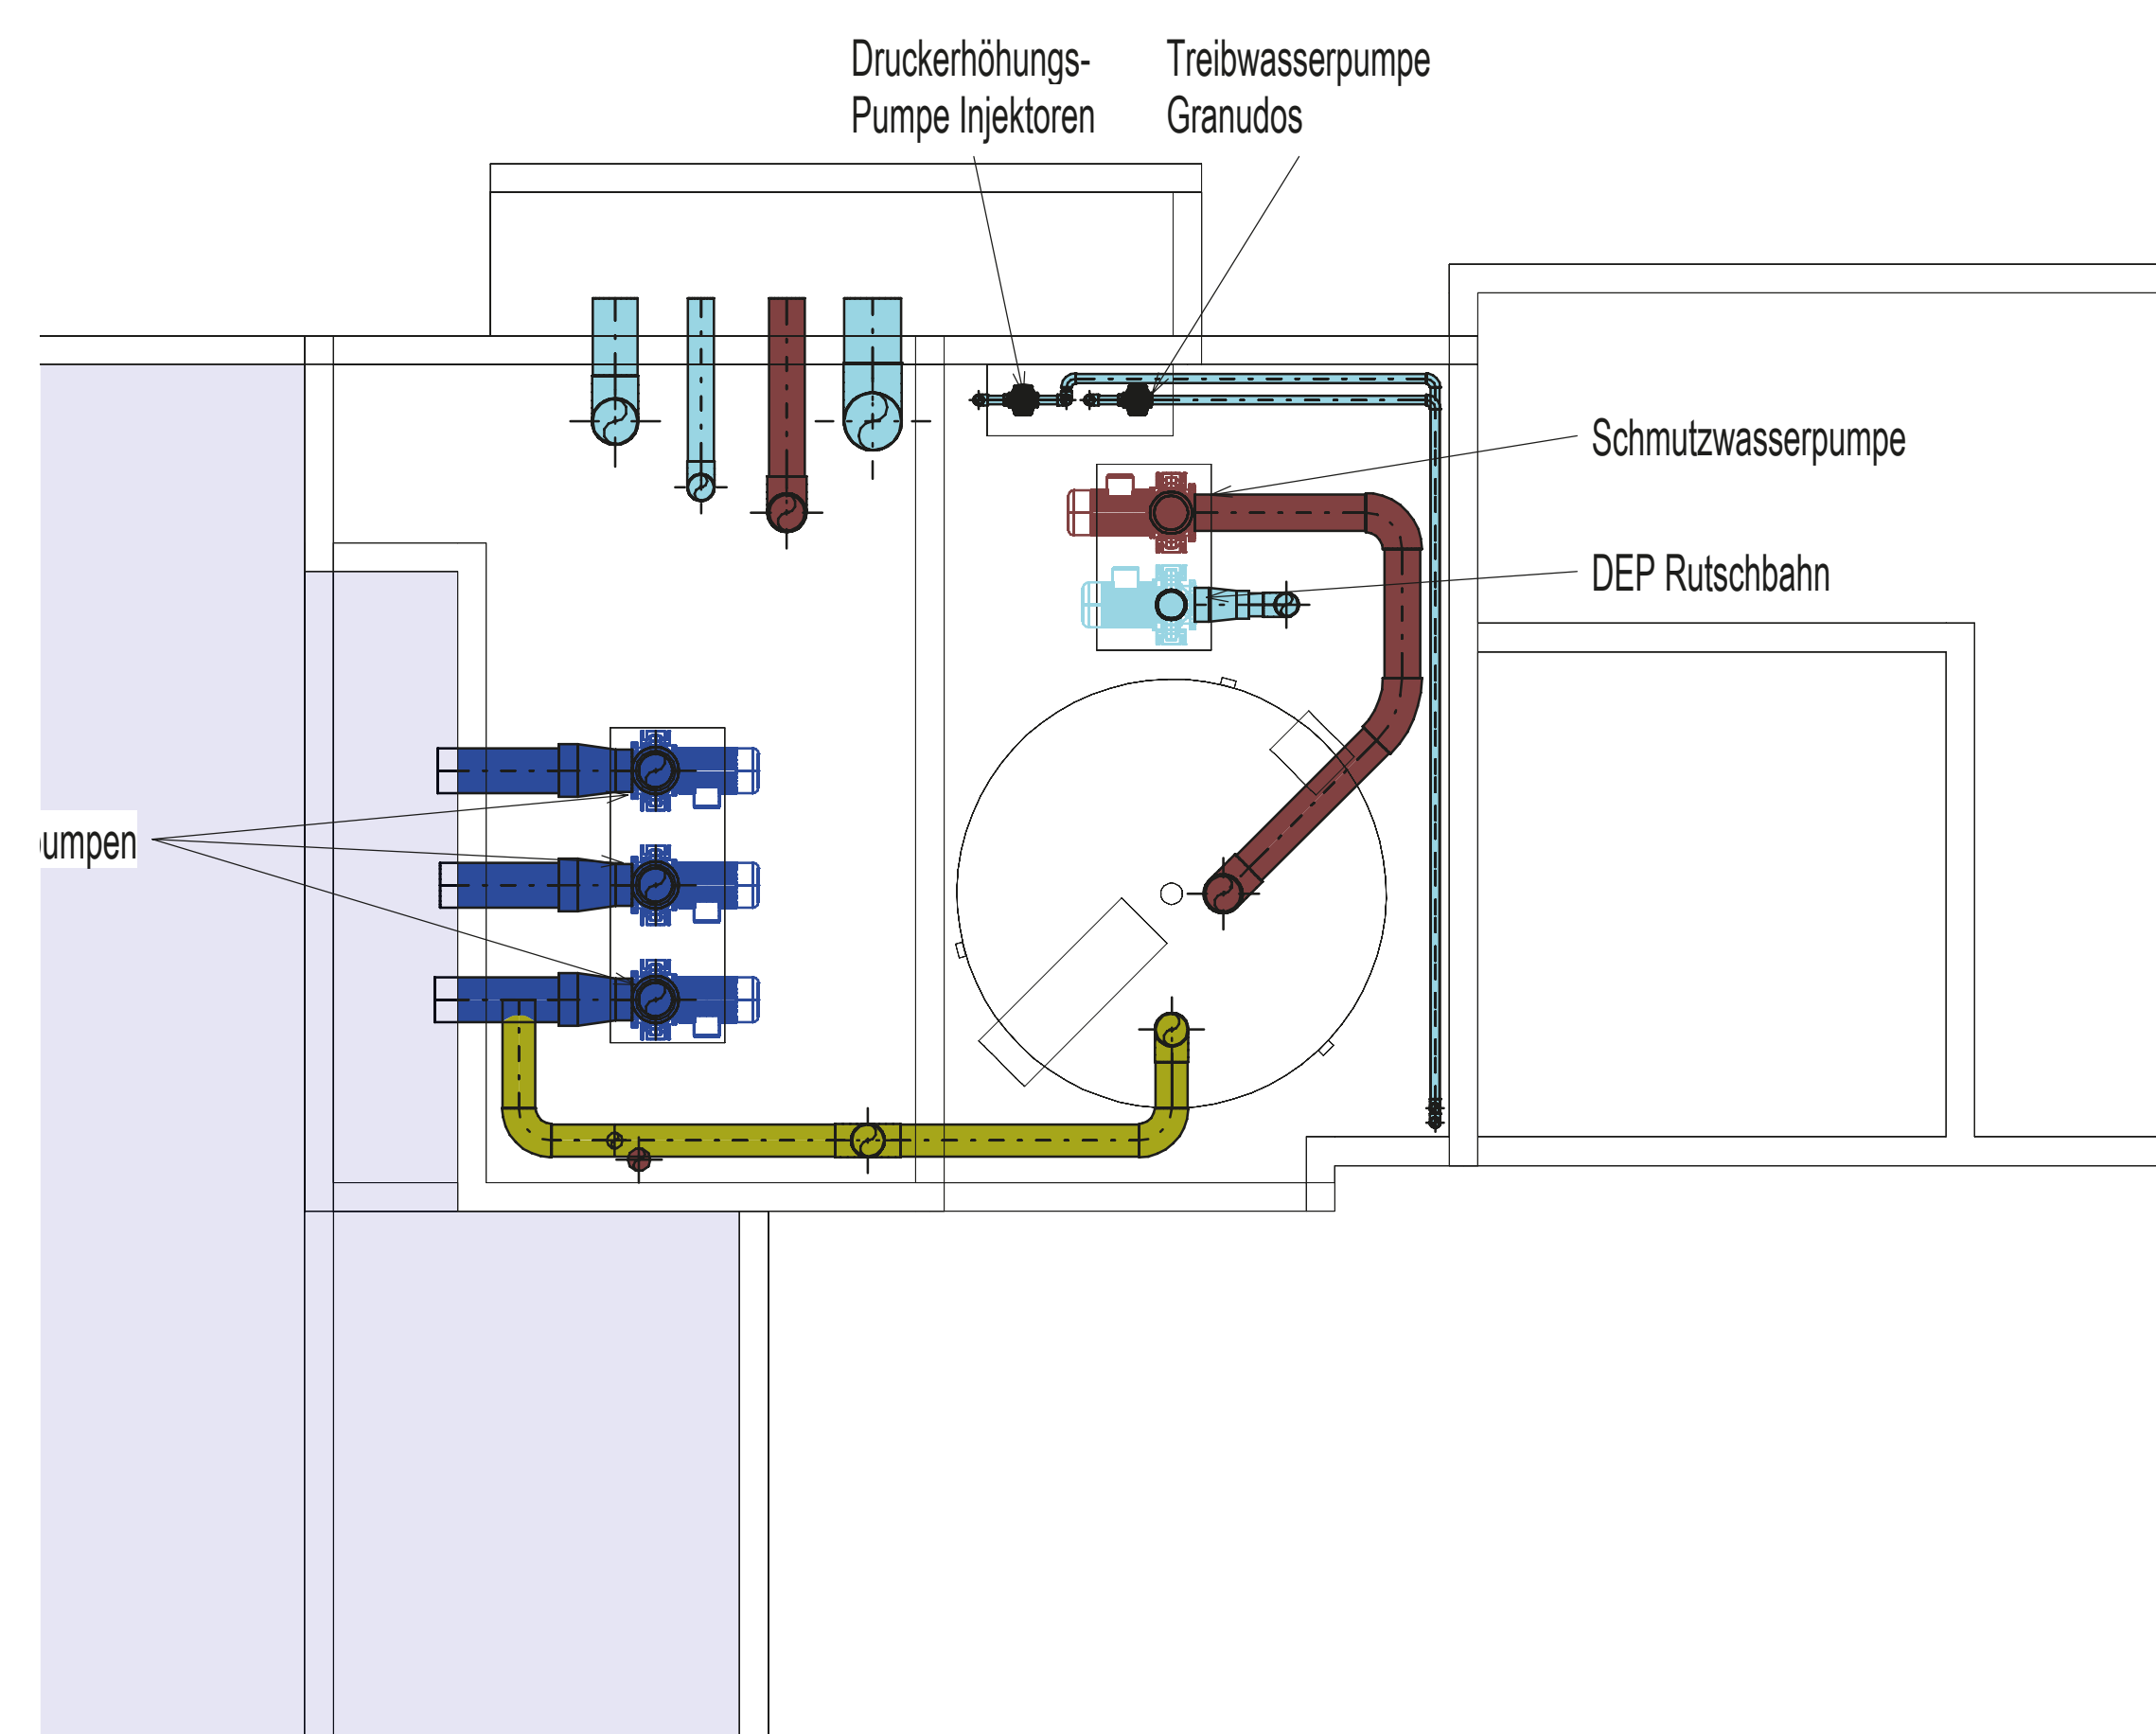 Druckerhöhungs-
Pumpe Injektoren
Treibwasserpumpe
Granudos
Schmutzwasserpumpe
DEP Rutschbahn
umpen